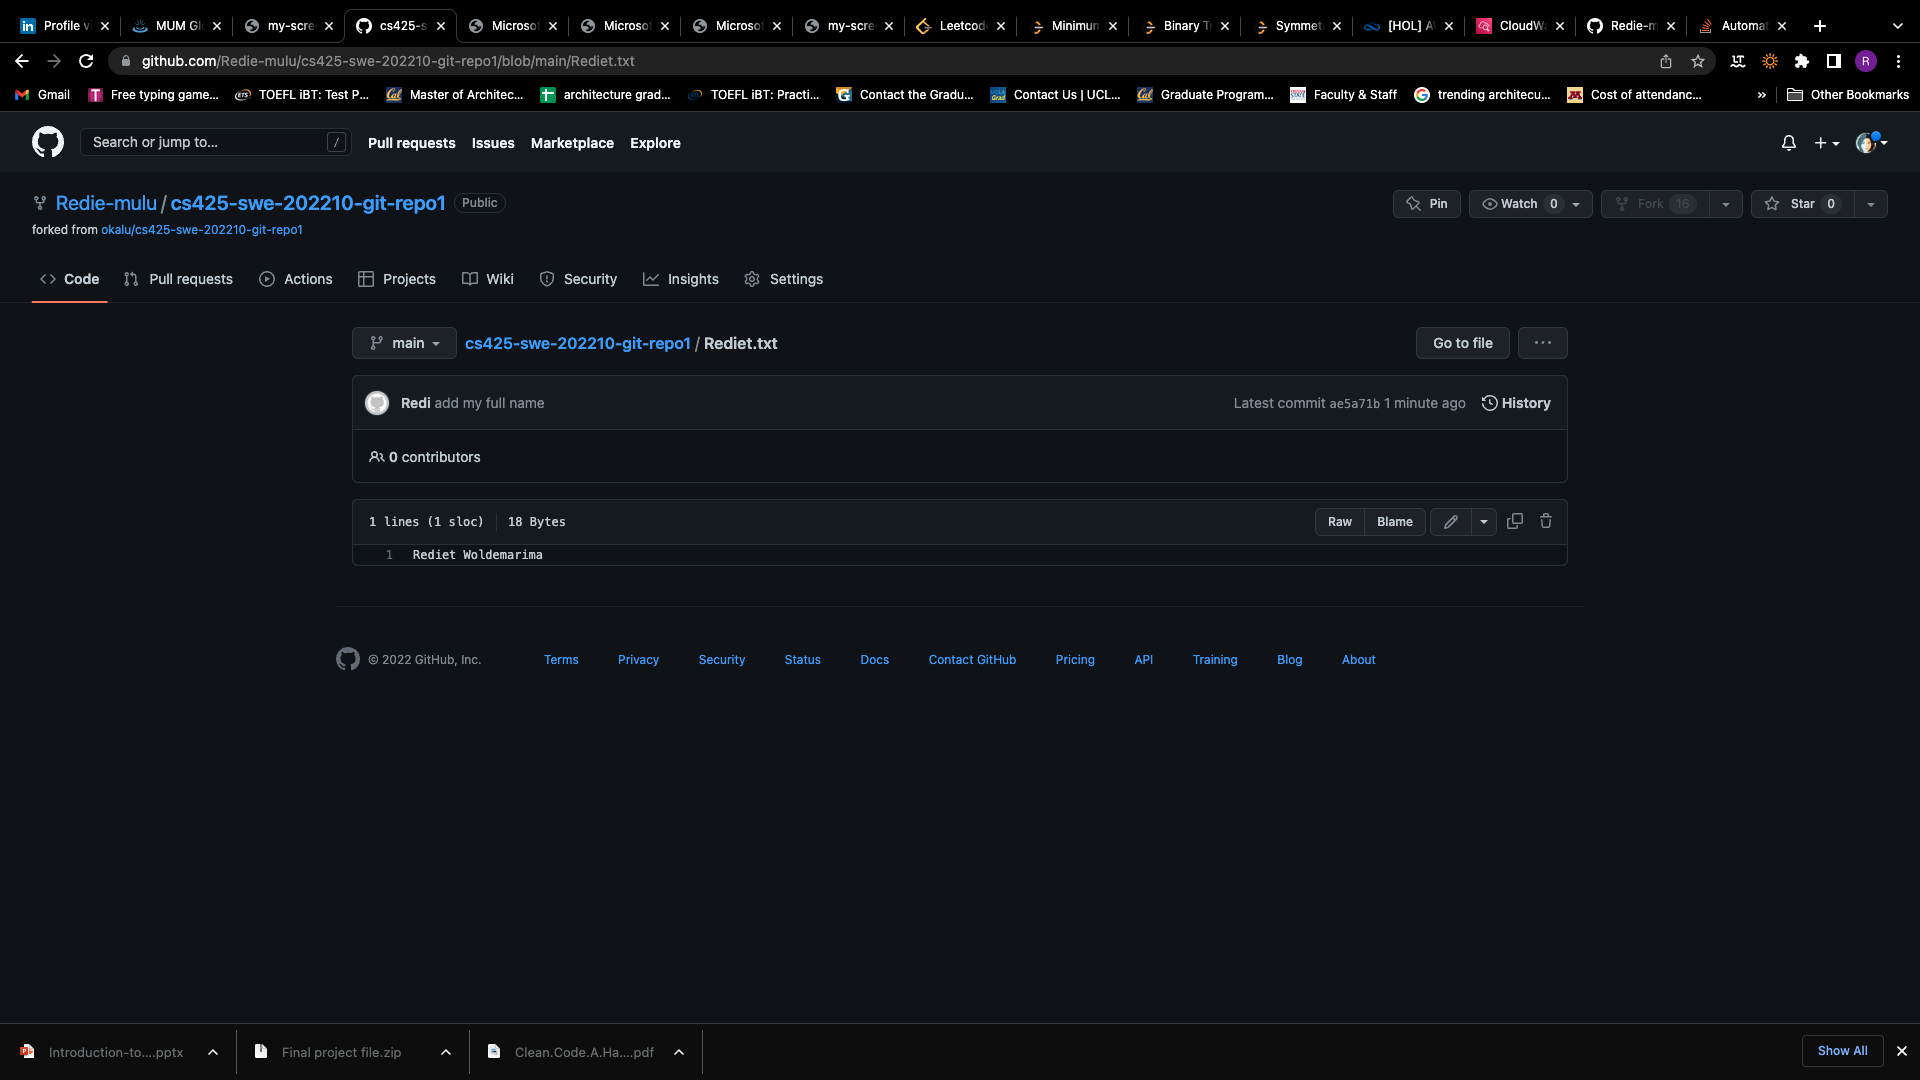 Profile vi
MUM Gl
my-scre
cs425-s
Microsof
Microsof
Microsof
my-scre
Leetcod
Minimum
Binary T
Symmet
[HOL] A
CloudWa
Redie-m
Automat
github.com/Redie-mulu/cs425-swe-202210-git-repo1/blob/main/Rediet.txt
R
Gmail
Free typing game...
TOEFL iBT: Test P...
Master of Architec...
architecture grad...
TOEFL iBT: Practi...
Contact the Gradu...
Contact Us | UCL...
Graduate Program...
Faculty & Staff
trending architecu...
Cost of attendanc...
»
Other Bookmarks
Search or jump to...
/
Pull requests
Issues
Marketplace
Explore
Redie-mulu / cs425-swe-202210-git-repo1 Public
Pin
Watch 0
Fork 16
Star 0
forked from okalu/cs425-swe-202210-git-repo1
Code
Pull requests
Actions
Projects
Wiki
Security
Insights
Settings
main
cs425-swe-202210-git-repo1 / Rediet.txt
Go to file
Redi add my full name
Latest commit ae5a71b 1 minute ago
History
0 contributors
1 lines (1 sloc)
18 Bytes
Raw
Blame
1 Rediet Woldemarima
© 2022 GitHub, Inc.
Terms
Privacy
Security
Status
Docs
Contact GitHub
Pricing
API
Training
Blog
About
Introduction-to....pptx
Final project file.zip
Clean.Code.A.Ha....pdf
Show All